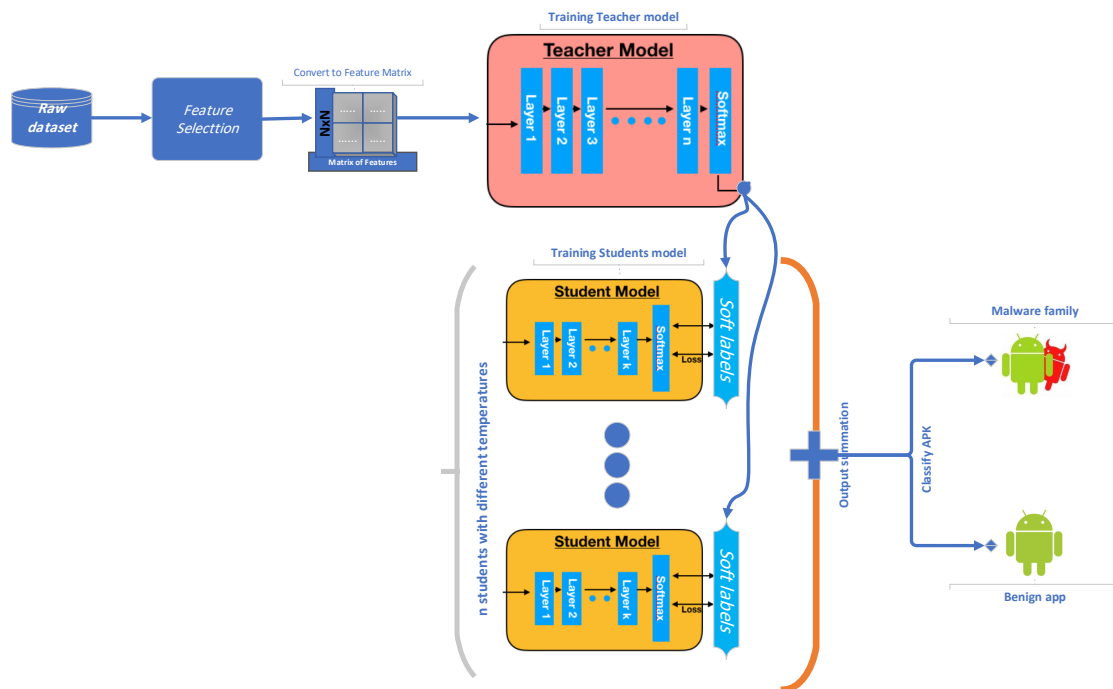 Training Teacher model
Teacher Model
Layer 1
Layer 2
Layer 3
Layer n
Softmax
Convert to Feature Matrix
Raw
dataset
Feature
Selecttion
NxN
.....
.....
.....
.....
Matrix of Features
Training Students model
Student Model
Layer 1
Layer 2
Layer k
Softmax
Loss
Soft labels
n students with different temperatures
Student Model
Layer 1
Layer 2
Layer k
Softmax
Loss
Soft labels
Output summation
Classify APK
Malware family
Benign app